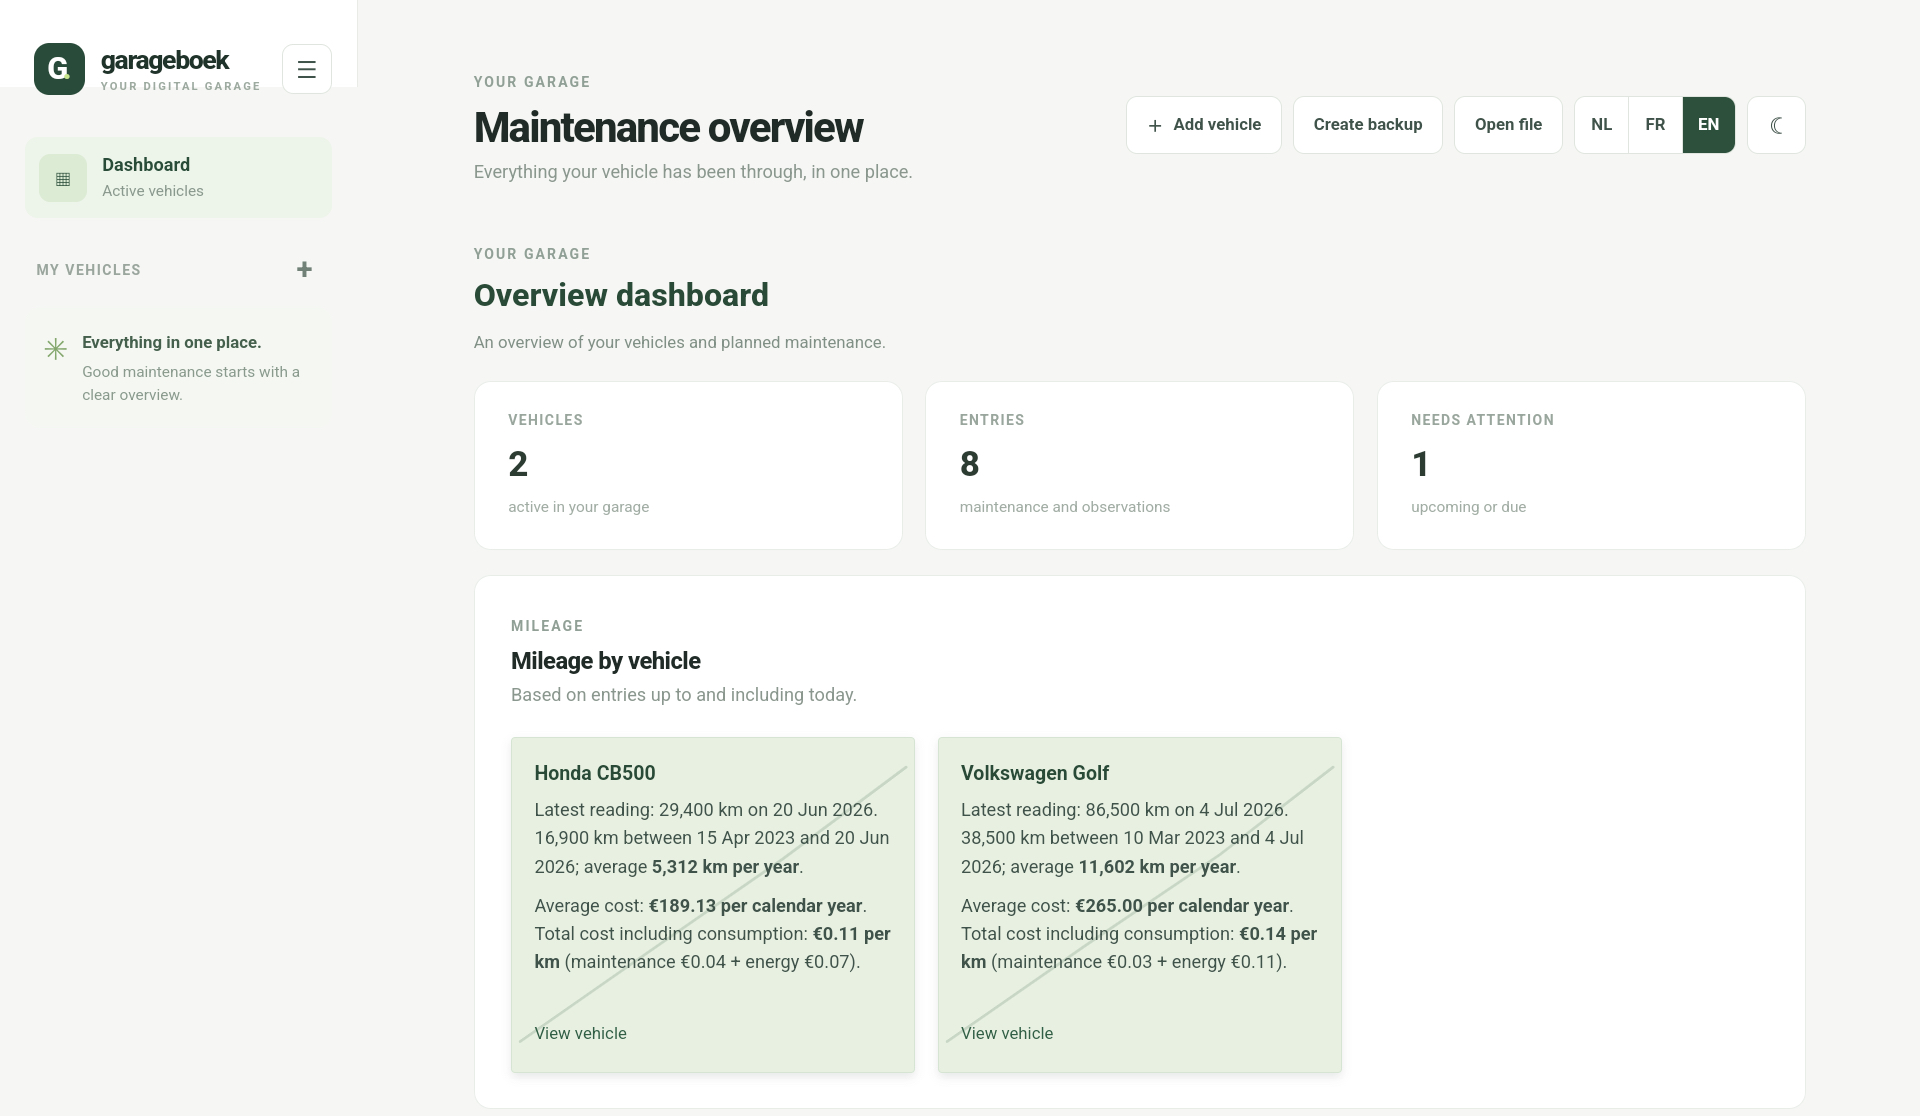 G.
garageboek
YOUR DIGITAL GARAGE
Dashboard
Active vehicles
MY VEHICLES
+
Everything in one place.
Good maintenance starts with a
clear overview.
YOUR GARAGE
Maintenance overview
Everything your vehicle has been through, in one place.
+ Add vehicle
Create backup
Open file
NL
FR
EN
YOUR GARAGE
Overview dashboard
An overview of your vehicles and planned maintenance.
VEHICLES
2
active in your garage
ENTRIES
8
maintenance and observations
NEEDS ATTENTION
1
upcoming or due
MILEAGE
Mileage by vehicle
Based on entries up to and including today.
Honda CB500
Latest reading: 29,400 km on 20 Jun 2026.
16,900 km between 15 Apr 2023 and 20 Jun
2026; average 5,312 km per year.
Average cost: €189.13 per calendar year.
Total cost including consumption: €0.11 per
km (maintenance €0.04 + energy €0.07).
View vehicle
Volkswagen Golf
Latest reading: 86,500 km on 4 Jul 2026.
38,500 km between 10 Mar 2023 and 4 Jul
2026; average 11,602 km per year.
Average cost: €265.00 per calendar year.
Total cost including consumption: €0.14 per
km (maintenance €0.03 + energy €0.11).
View vehicle